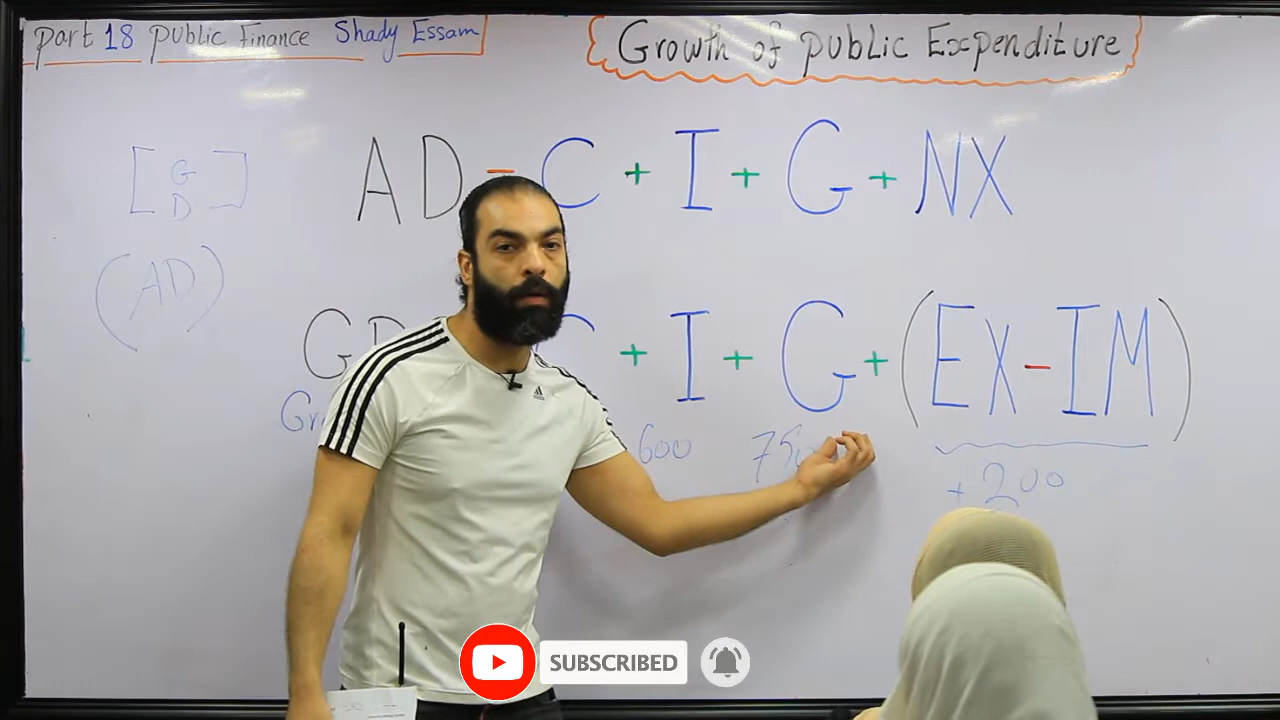 Part 18 Public Finance Shady Essam
Growth of Public Expenditure
[ G D ]
(AD)
AD = C + I + G + NX
+ I + G + (EX - IM)
600
+ 200
SUBSCRIBED